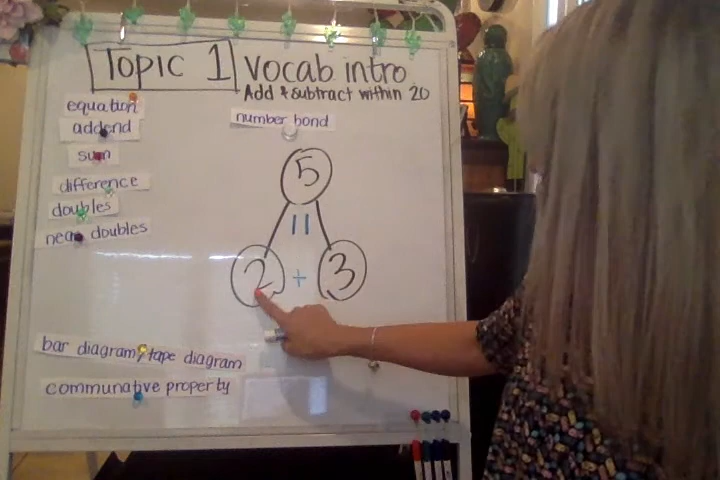 Topic 1 Vocab intro
Add & subtract within 20
equation
addend
sum
difference
doubles
near doubles
number bond
5
=
2 + 3
bar diagram/tape diagram
communative property